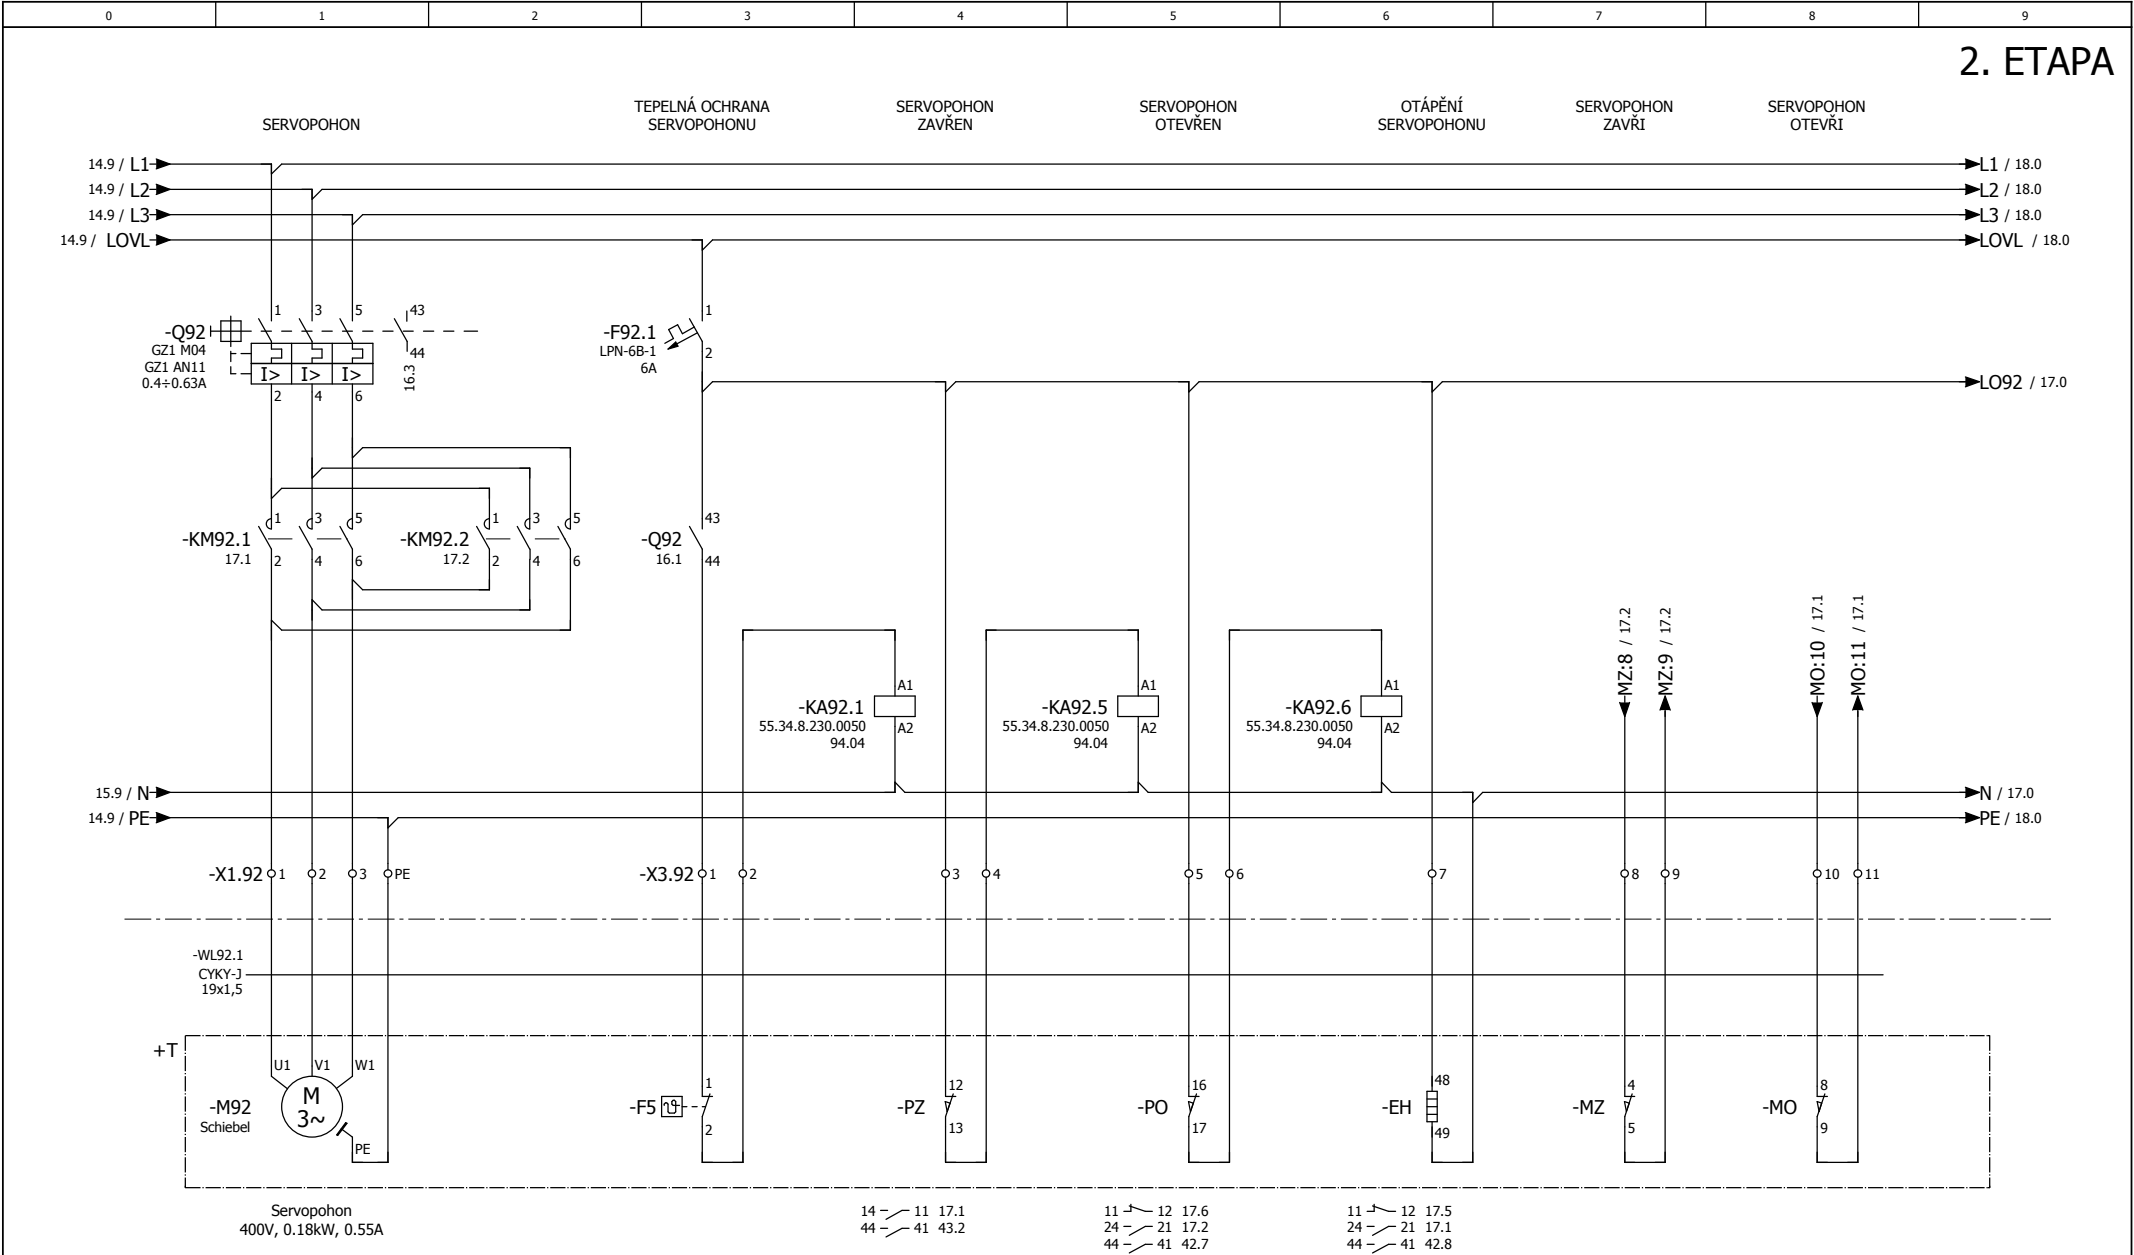 0 1 2 3 4 5 6 7 8 9
2. ETAPA
SERVOPOHON
TEPELNÁ OCHRANA
SERVOPOHONU
SERVOPOHON
ZAVŘEN
SERVOPOHON
OTEVŘEN
OTÁPĚNÍ
SERVOPOHONU
SERVOPOHON
ZAVŘI
SERVOPOHON
OTEVŘI
14.9 / L1
L1 / 18.0
14.9 / L2
L2 / 18.0
14.9 / L3
L3 / 18.0
14.9 / LOVL
LOVL / 18.0
-Q92
GZ1 M04
GZ1 AN11
0.4÷0.63A
1 3 5 43
I> I> I>
44
16.3
2 4 6
-F92.1
LPN-6B-1
6A
1
2
LO92 / 17.0
-KM92.1
17.1
1 3 5
2 4 6
-KM92.2
17.2
1 3 5
2 4 6
-Q92
16.1
43
44
-KA92.1
55.34.8.230.0050
94.04
A1
A2
-KA92.5
55.34.8.230.0050
94.04
A1
A2
-KA92.6
55.34.8.230.0050
94.04
A1
A2
MZ:8 / 17.2
MZ:9 / 17.2
MO:10 / 17.1
MO:11 / 17.1
15.9 / N
N / 17.0
14.9 / PE
PE / 18.0
-X1.92 1 2 3 PE
-X3.92 1 2 3 4 5 6 7 8 9 10 11
-WL92.1
CYKY-J
19x1,5
+T
-M92
Schiebel
U1 V1 W1
M
3~
PE
-F5
ϑ
1
2
-PZ
12
13
-PO
16
17
-EH
48
49
-MZ
4
5
-MO
8
9
Servopohon
400V, 0.18kW, 0.55A
14 11 17.1
44 41 43.2
11 12 17.6
24 21 17.2
44 41 42.7
11 12 17.5
24 21 17.1
44 41 42.8